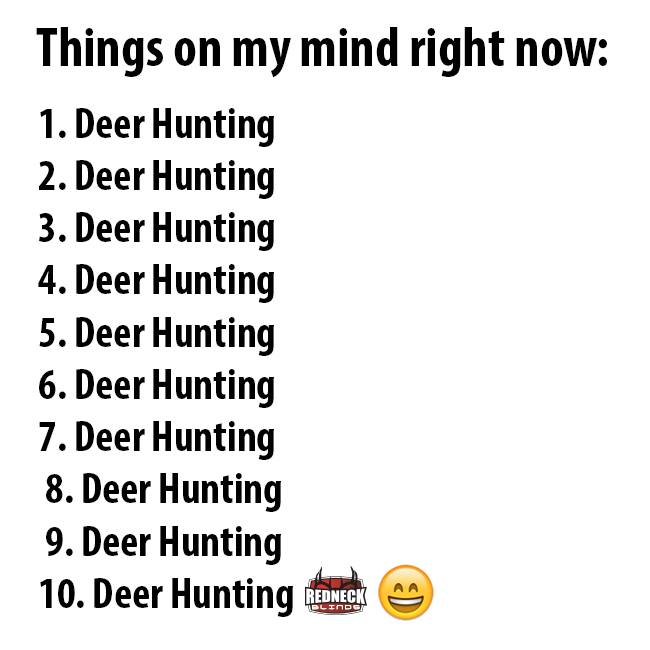 Things on my mind right now:
1. Deer Hunting
2. Deer Hunting
3. Deer Hunting
4. Deer Hunting
5. Deer Hunting
6. Deer Hunting
7. Deer Hunting
8. Deer Hunting
9. Deer Hunting
10. Deer Hunting REDNECK BLINDS 😄